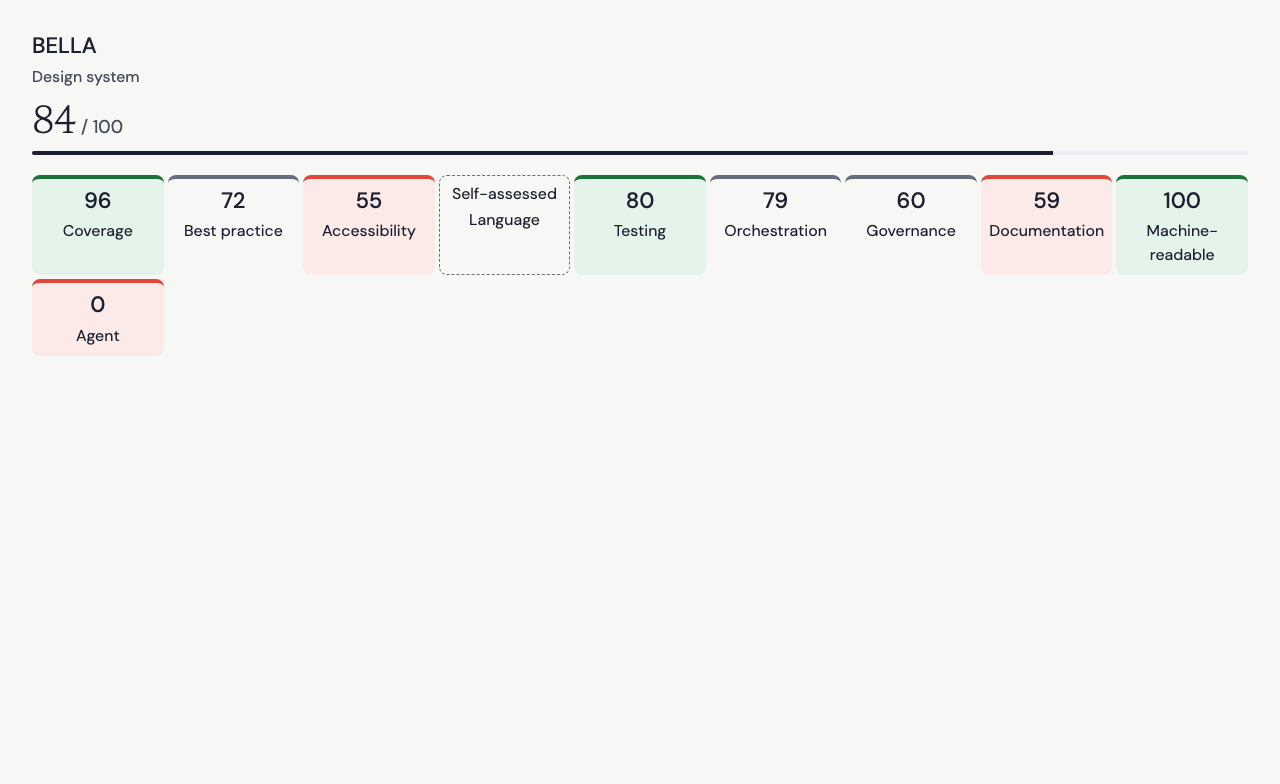 BELLA
Design system
84 / 100
96
Coverage
72
Best practice
55
Accessibility
Self-assessed
Language
80
Testing
79
Orchestration
60
Governance
59
Documentation
100
Machine-
readable
0
Agent